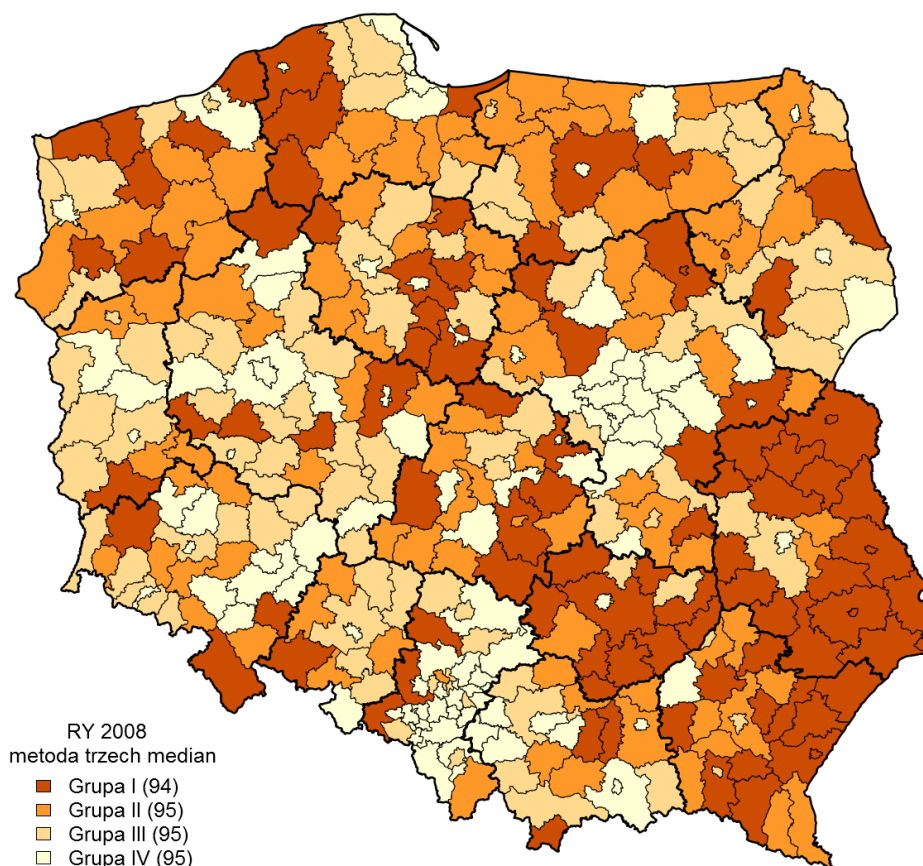 RY 2008
metoda trzech median
Grupa I (94)
Grupa II (95)
Grupa III (95)
Grupa IV (95)